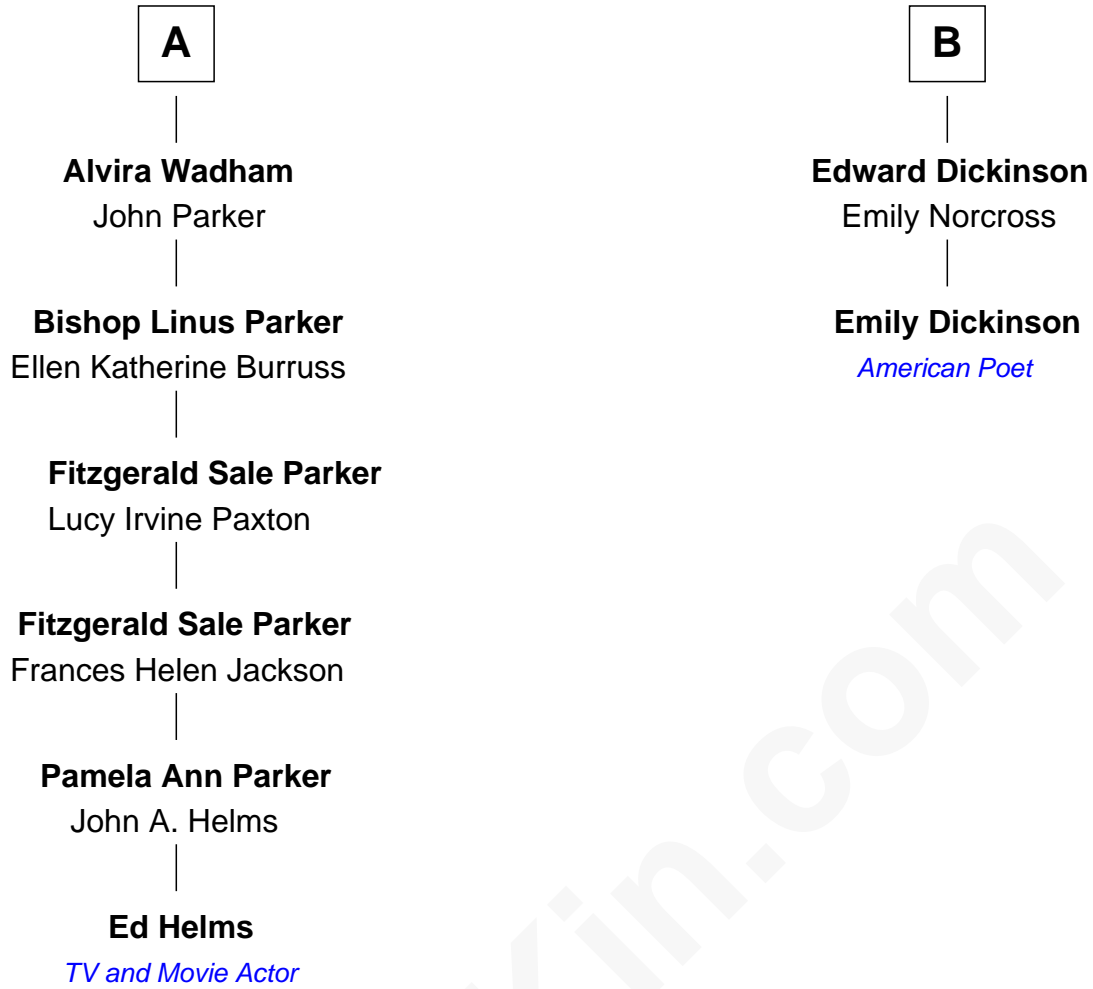 A
Alvira Wadham
John Parker
Bishop Linus Parker
Ellen Katherine Burruss
Fitzgerald Sale Parker
Lucy Irvine Paxton
Fitzgerald Sale Parker
Frances Helen Jackson
Pamela Ann Parker
John A. Helms
Ed Helms
TV and Movie Actor
B
Edward Dickinson
Emily Norcross
Emily Dickinson
American Poet